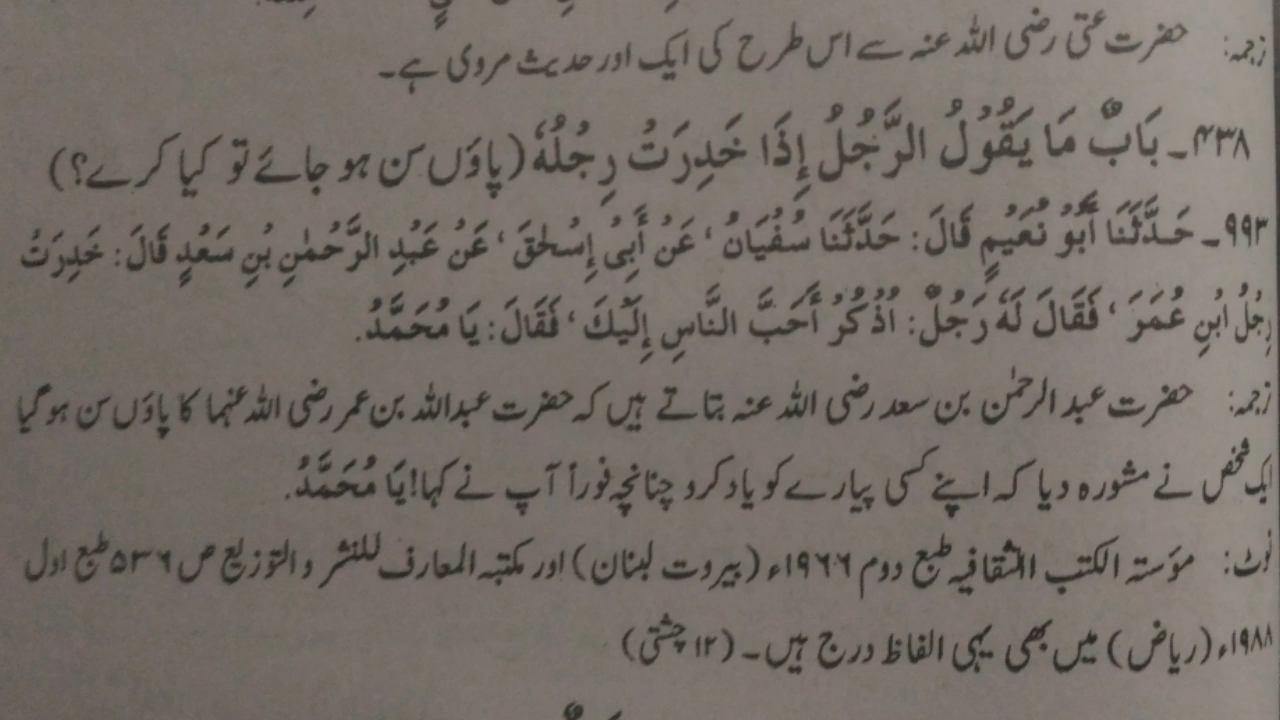 ترجمہ: حضرت عتی رضی اللہ عنہ سے اس طرح کی ایک اور حدیث مروی ہے۔
۴۳۸۔ بَابٌ مَا يَقُوْلُ الرَّجُلُ إِذَا خَدِرَتْ رِجْلُهٗ (پاؤں سن ہو جائے تو کیا کرے؟)
۹۹۳۔ حَدَّثَنَا أَبُوْ نُعَيْمٍ قَالَ: حَدَّثَنَا سُفْيَانُ، عَنْ أَبِيْ إِسْحٰقَ، عَنْ عَبْدِ الرَّحْمٰنِ بْنِ سَعْدٍ قَالَ: خَدِرَتْ
رِجْلُ ابْنِ عُمَرَ، فَقَالَ لَهٗ رَجُلٌ: اُذْكُرْ أَحَبَّ النَّاسِ إِلَيْكَ، فَقَالَ: يَا مُحَمَّدُ.
ترجمہ: حضرت عبد الرحمٰن بن سعد رضی اللہ عنہ بتاتے ہیں کہ حضرت عبداللہ بن عمر رضی اللہ عنہما کا پاؤں سن ہو گیا
ایک شخص نے مشورہ دیا کہ اپنے کسی پیارے کو یاد کرو چنانچہ فوراً آپ نے کہا! يَا مُحَمَّدُ.
نوٹ: مؤستہ الکتب الثقافیہ طبع دوم ۱۹۶۶ء (بیروت لبنان) اور مکتبہ المعارف للنشر والتوزیع ص ۵۳۶ طبع اول
۱۹۸۸ء (ریاض) میں بھی یہی الفاظ درج ہیں۔ (۱۲ چشتی)